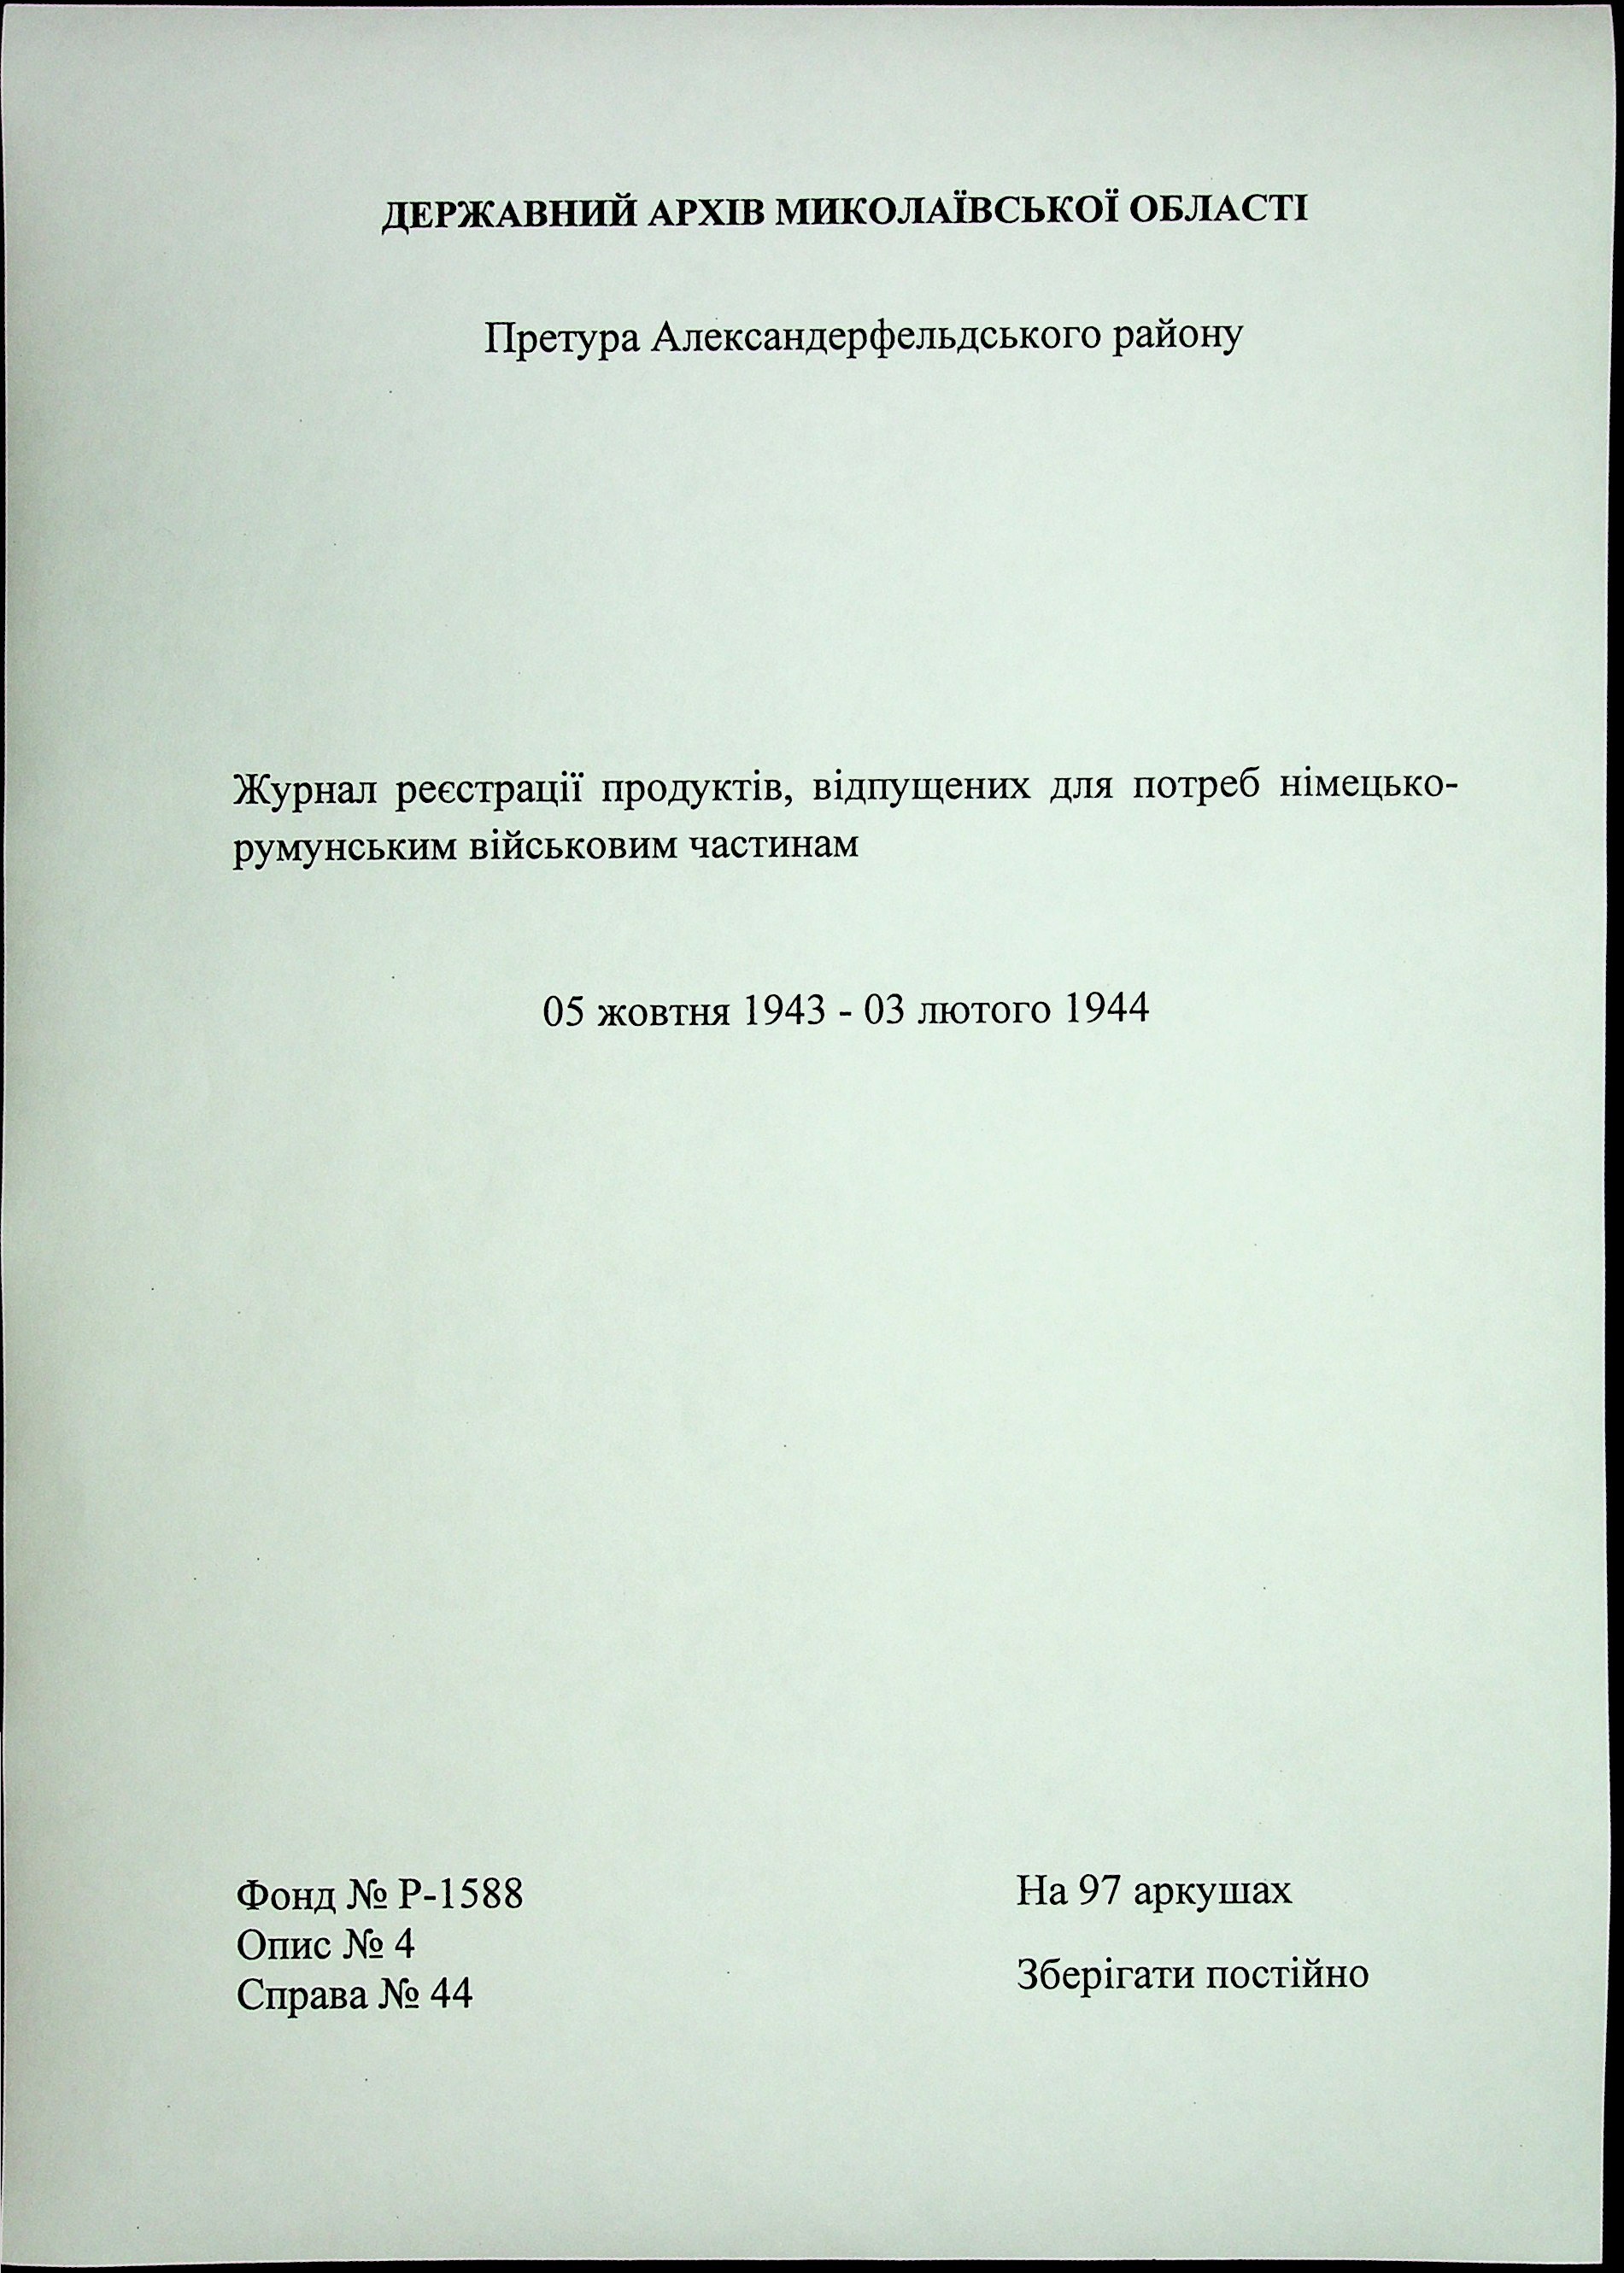 ДЕРЖАВНИЙ АРХІВ МИКОЛАЇВСЬКОЇ ОБЛАСТІ
Претура Александерфельдського району
Журнал реєстрації продуктів, відпущених для потреб німецько-
румунським військовим частинам
05 жовтня 1943 - 03 лютого 1944
Фонд № Р-1588
Опис № 4
Справа № 44
На 97 аркушах
Зберігати постійно